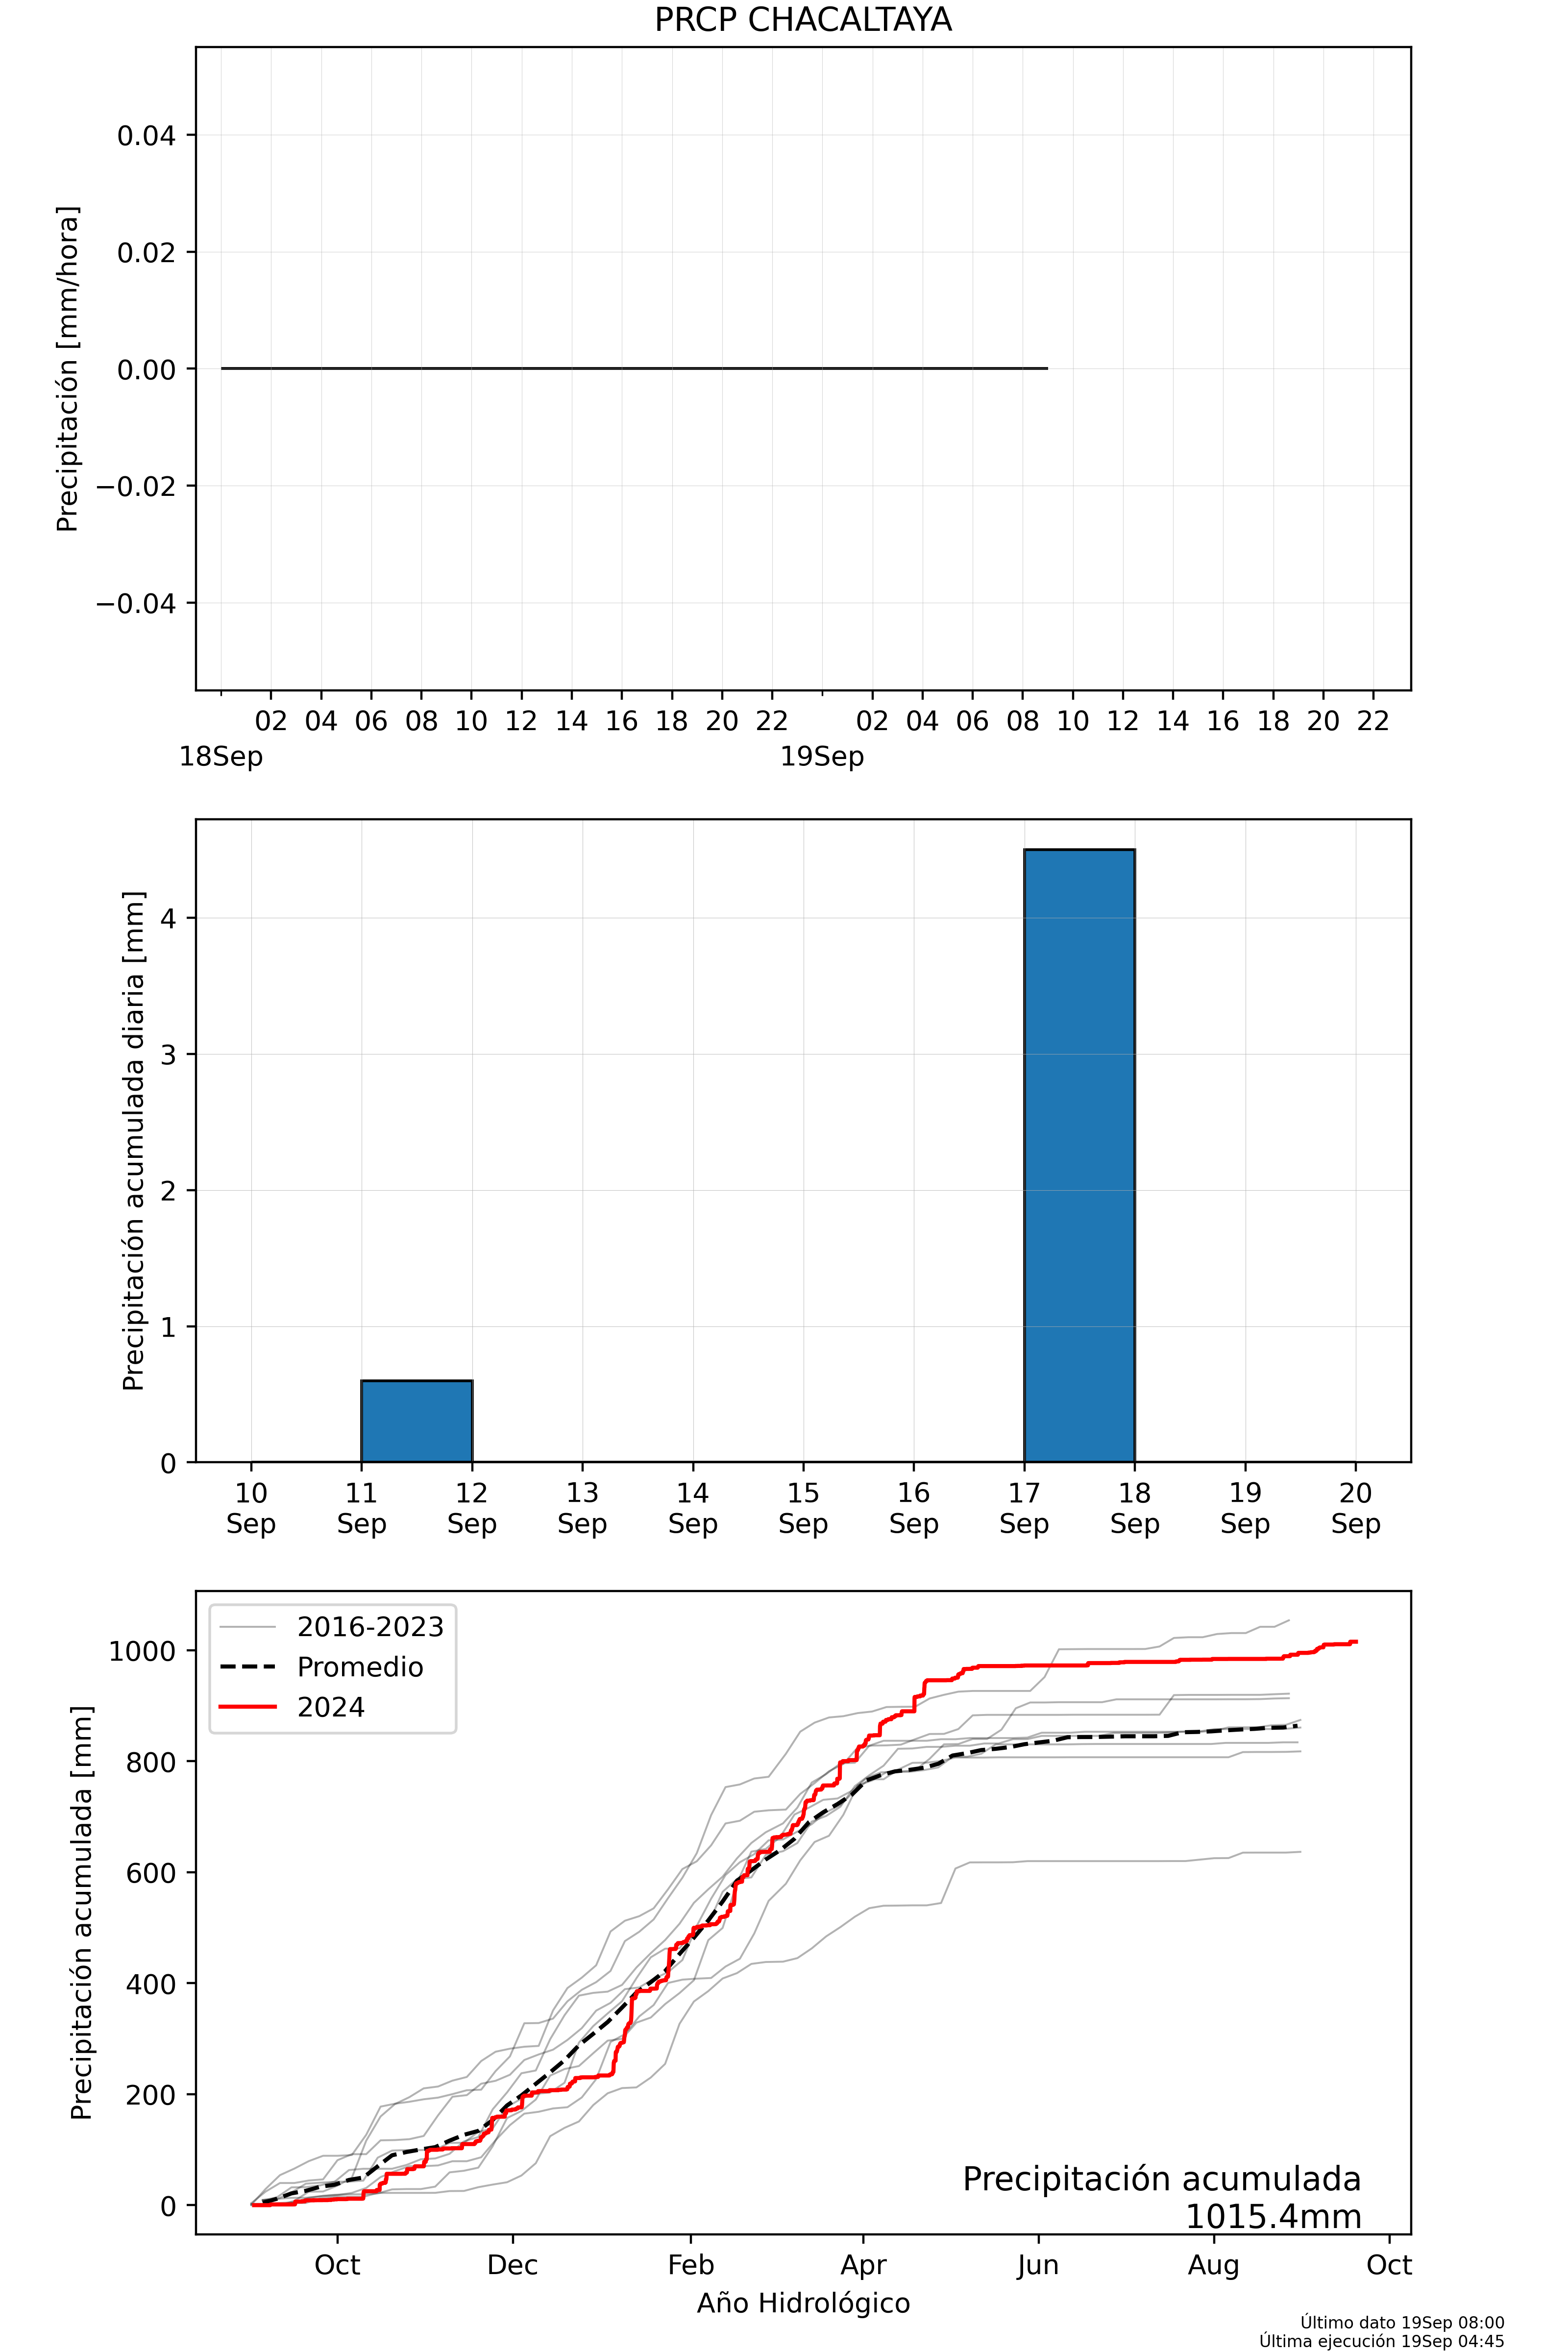 PRCP CHACALTAYA
Precipitación [mm/hora]
0.04
0.02
0.00
−0.02
−0.04
02 04 06 08 10 12 14 16 18 20 22 02 04 06 08 10 12 14 16 18 20 22
18Sep 19Sep
Precipitación acumulada diaria [mm]
4
3
2
1
0
10 11 12 13 14 15 16 17 18 19 20
Sep Sep Sep Sep Sep Sep Sep Sep Sep Sep Sep
Precipitación acumulada [mm]
2016-2023
Promedio
2024
1000
800
600
400
200
0
Precipitación acumulada
1015.4mm
Oct Dec Feb Apr Jun Aug Oct
Año Hidrológico
Último dato 19Sep 08:00
Última ejecución 19Sep 04:45